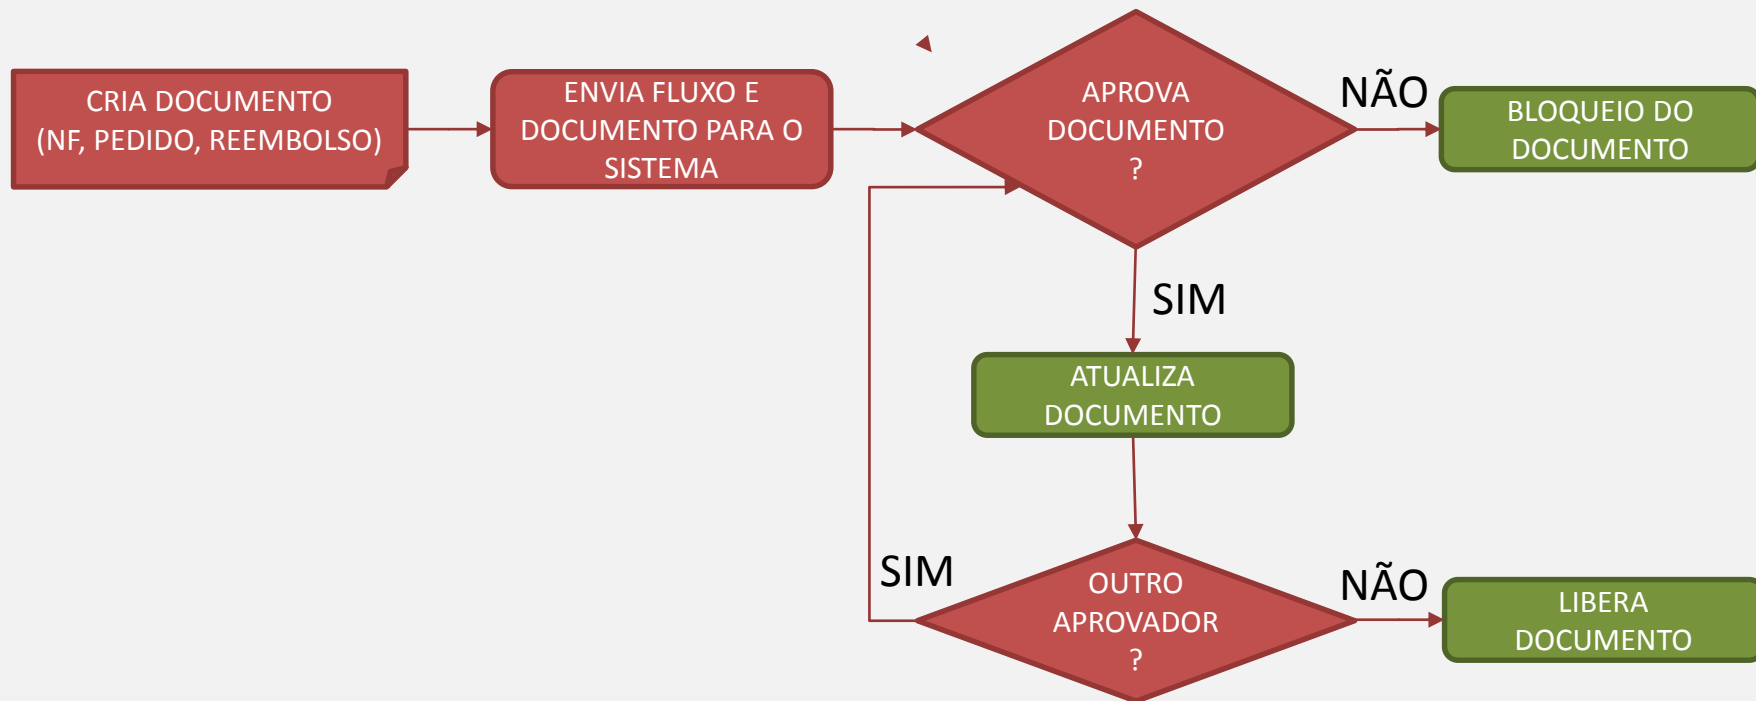 CRIA DOCUMENTO
(NF, PEDIDO, REEMBOLSO)
ENVIA FLUXO E
DOCUMENTO PARA O
SISTEMA
APROVA
DOCUMENTO
?
NÃO
BLOQUEIO DO
DOCUMENTO
SIM
ATUALIZA
DOCUMENTO
SIM
OUTRO
APROVADOR
?
NÃO
LIBERA
DOCUMENTO